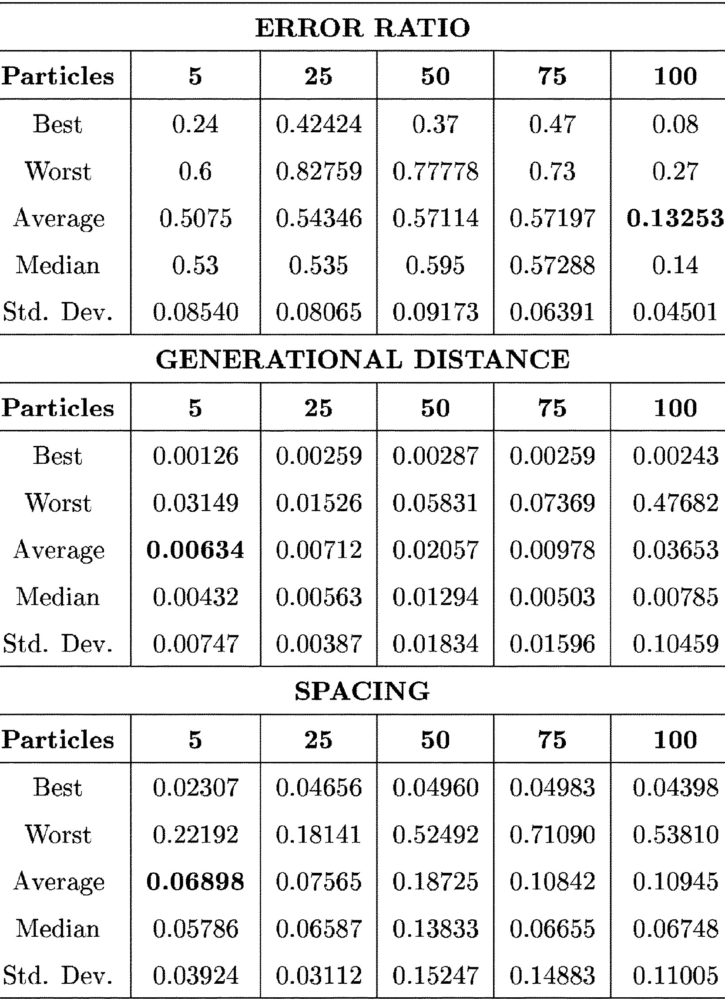 ERROR RATIO
Particles 5 25 50 75 100
Best 0.24 0.42424 0.37 0.47 0.08
Worst 0.6 0.82759 0.77778 0.73 0.27
Average 0.5075 0.54346 0.57114 0.57197 0.13253
Median 0.53 0.535 0.595 0.57288 0.14
Std. Dev. 0.08540 0.08065 0.09173 0.06391 0.04501
GENERATIONAL DISTANCE
Particles 5 25 50 75 100
Best 0.00126 0.00259 0.00287 0.00259 0.00243
Worst 0.03149 0.01526 0.05831 0.07369 0.47682
Average 0.00634 0.00712 0.02057 0.00978 0.03653
Median 0.00432 0.00563 0.01294 0.00503 0.00785
Std. Dev. 0.00747 0.00387 0.01834 0.01596 0.10459
SPACING
Particles 5 25 50 75 100
Best 0.02307 0.04656 0.04960 0.04983 0.04398
Worst 0.22192 0.18141 0.52492 0.71090 0.53810
Average 0.06898 0.07565 0.18725 0.10842 0.10945
Median 0.05786 0.06587 0.13833 0.06655 0.06748
Std. Dev. 0.03924 0.03112 0.15247 0.14883 0.11005